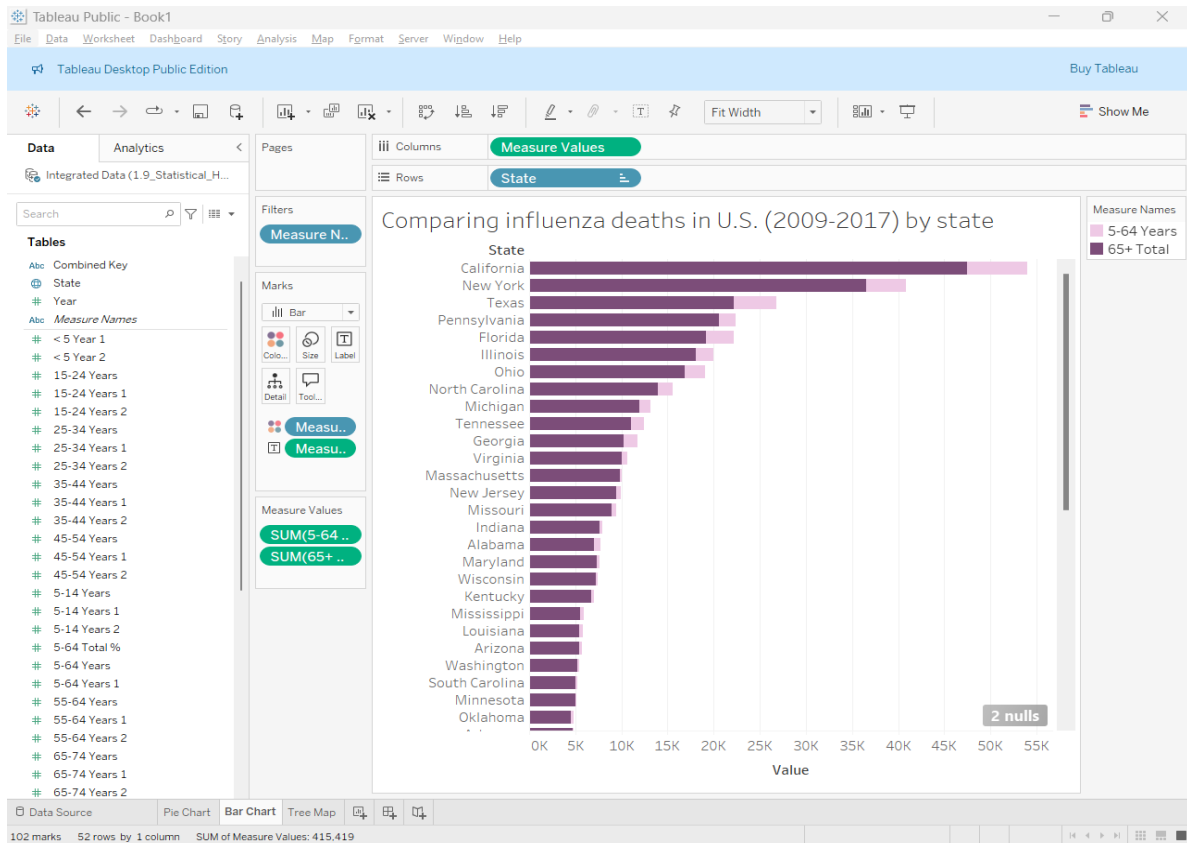 Tableau Public - Book1
File Data Worksheet Dashboard Story Analysis Map Format Server Window Help
Tableau Desktop Public Edition
Buy Tableau
Fit Width
Show Me
Data
Analytics
Integrated Data (1.9_Statistical_H...
Search
Tables
Abc Combined Key
State
# Year
Abc Measure Names
# < 5 Year 1
# < 5 Year 2
# 15-24 Years
# 15-24 Years 1
# 15-24 Years 2
# 25-34 Years
# 25-34 Years 1
# 25-34 Years 2
# 35-44 Years
# 35-44 Years 1
# 35-44 Years 2
# 45-54 Years
# 45-54 Years 1
# 45-54 Years 2
# 5-14 Years
# 5-14 Years 1
# 5-14 Years 2
# 5-64 Total %
# 5-64 Years
# 5-64 Years 1
# 55-64 Years
# 55-64 Years 1
# 55-64 Years 2
# 65-74 Years
# 65-74 Years 1
# 65-74 Years 2
Pages
Filters
Measure N..
Marks
Bar
Colo... Size Label
Detail Tool...
Measu..
T Measu..
Measure Values
SUM(5-64 ..
SUM(65+ ..
Columns Measure Values
Rows State
Comparing influenza deaths in U.S. (2009-2017) by state
State
California
New York
Texas
Pennsylvania
Florida
Illinois
Ohio
North Carolina
Michigan
Tennessee
Georgia
Virginia
Massachusetts
New Jersey
Missouri
Indiana
Alabama
Maryland
Wisconsin
Kentucky
Mississippi
Louisiana
Arizona
Washington
South Carolina
Minnesota
Oklahoma
2 nulls
0K 5K 10K 15K 20K 25K 30K 35K 40K 45K 50K 55K
Value
Measure Names
5-64 Years
65+ Total
Data Source Pie Chart Bar Chart Tree Map
102 marks 52 rows by 1 column SUM of Measure Values: 415,419